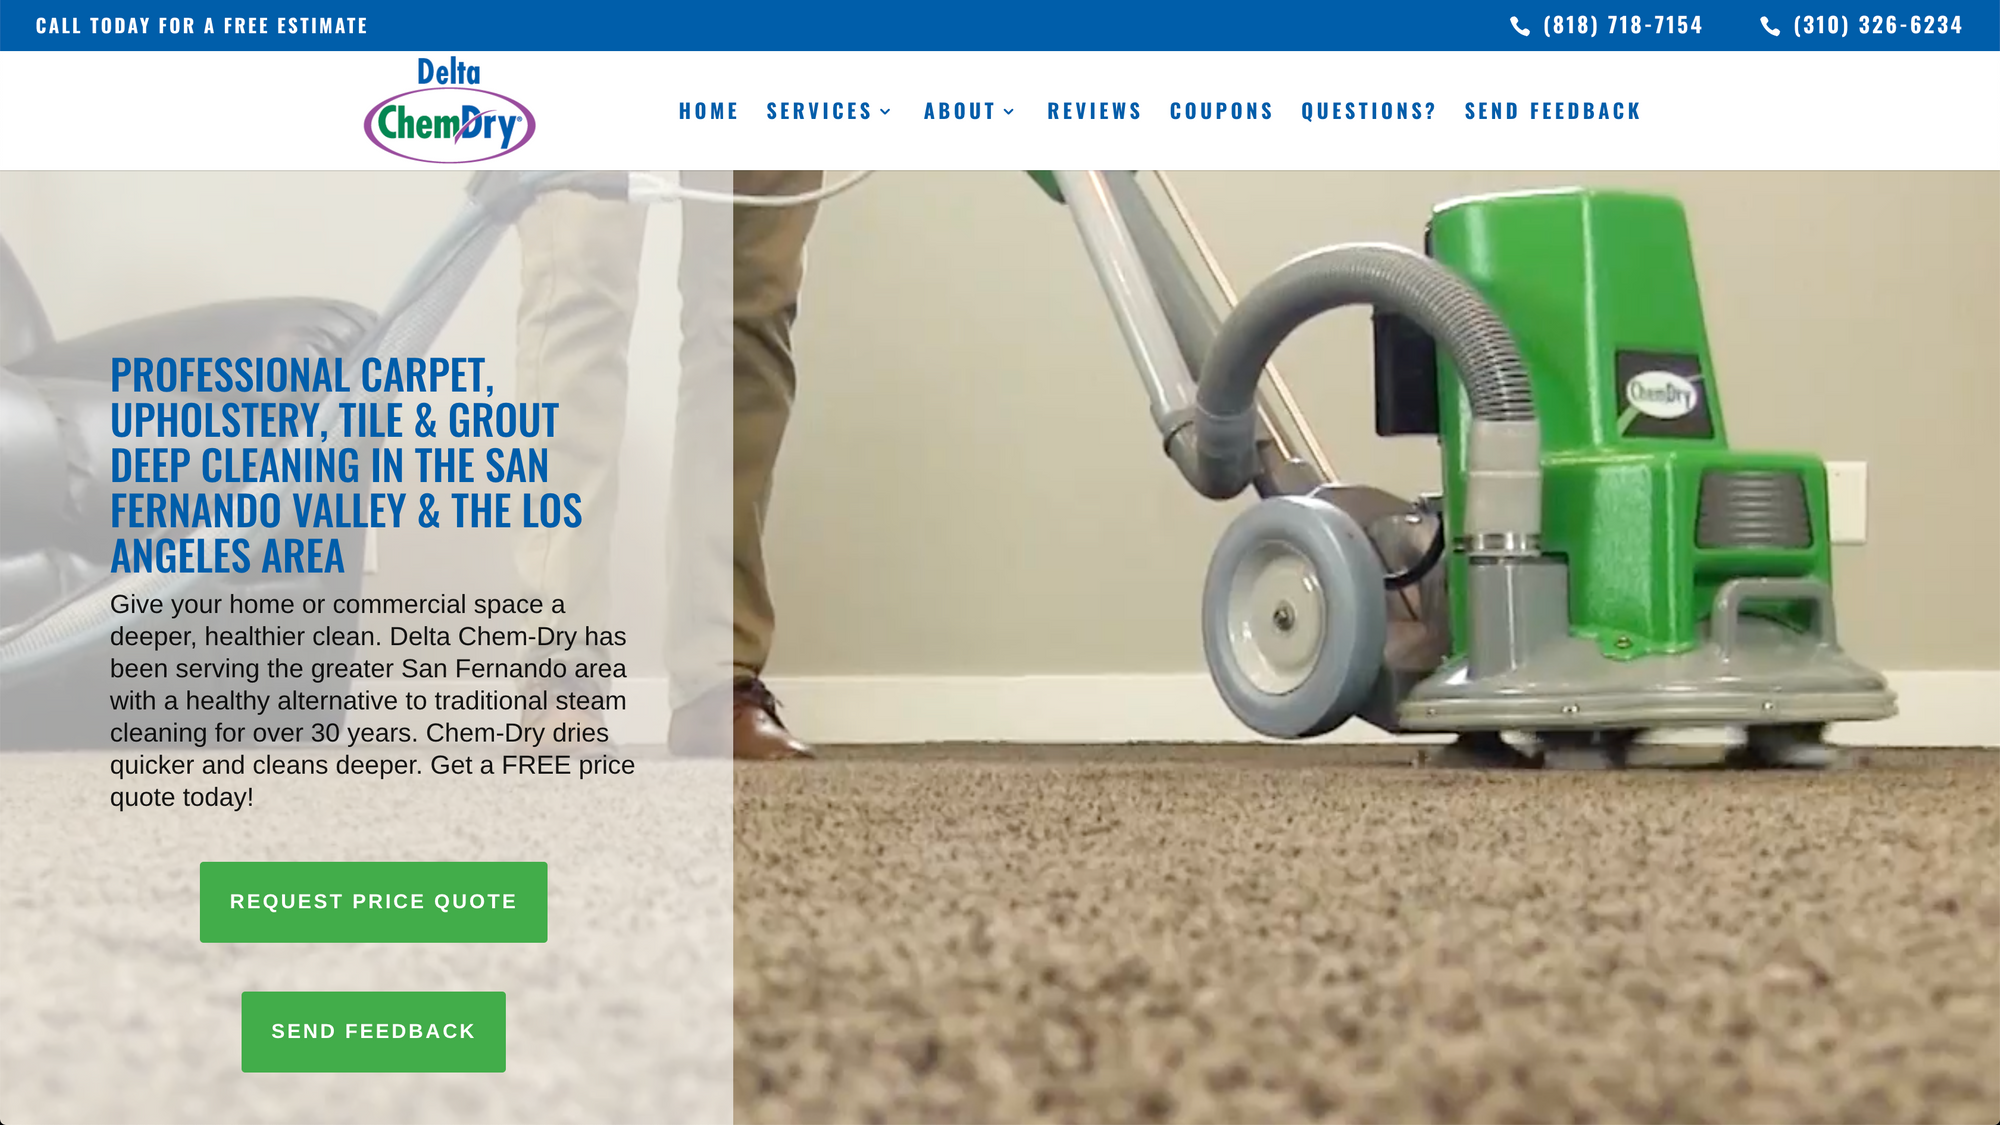 CALL TODAY FOR A FREE ESTIMATE
(818) 718-7154
(310) 326-6234
Delta
ChemDry®
HOME
SERVICES
ABOUT
REVIEWS
COUPONS
QUESTIONS?
SEND FEEDBACK
PROFESSIONAL CARPET,
UPHOLSTERY, TILE & GROUT
DEEP CLEANING IN THE SAN
FERNANDO VALLEY & THE LOS
ANGELES AREA
Give your home or commercial space a
deeper, healthier clean. Delta Chem-Dry has
been serving the greater San Fernando area
with a healthy alternative to traditional steam
cleaning for over 30 years. Chem-Dry dries
quicker and cleans deeper. Get a FREE price
quote today!
REQUEST PRICE QUOTE
SEND FEEDBACK
ChemDry